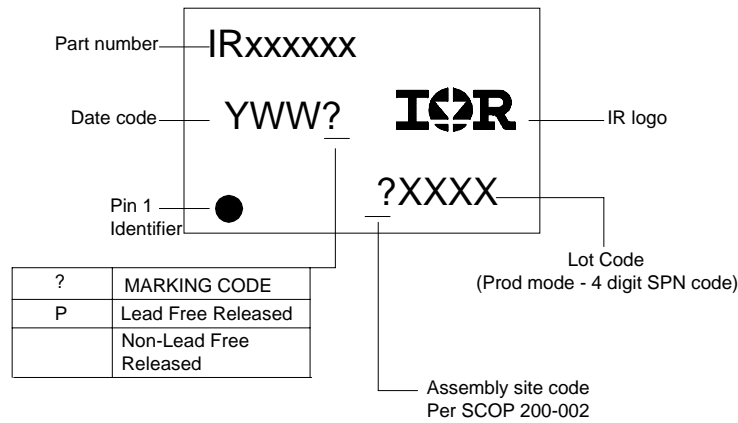 Part number
IRxxxxxx
Date code
YWW?
IOR
IR logo
?XXXX
Pin 1
Identifier
Lot Code
(Prod mode - 4 digit SPN code)
? MARKING CODE
P Lead Free Released
Non-Lead Free
Released
Assembly site code
Per SCOP 200-002